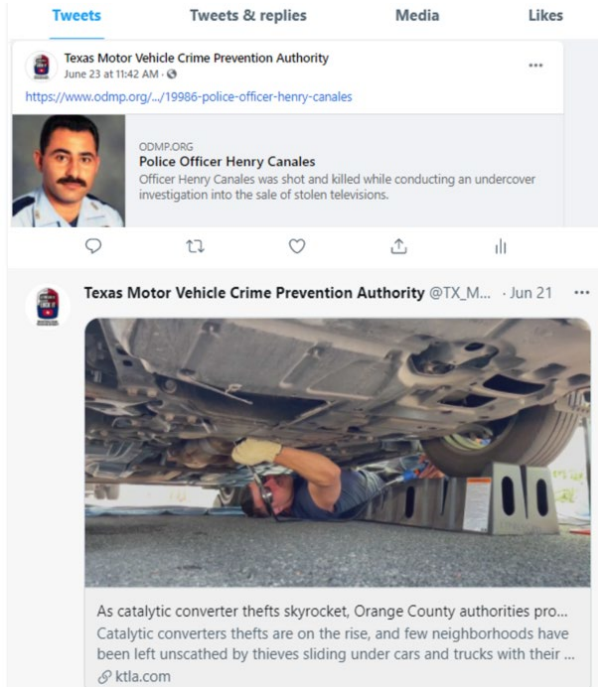 Tweets Tweets & replies Media Likes
Texas Motor Vehicle Crime Prevention Authority
June 23 at 11:42 AM ·
https://www.odmp.org/.../19986-police-officer-henry-canales
ODMP.ORG
Police Officer Henry Canales
Officer Henry Canales was shot and killed while conducting an undercover
investigation into the sale of stolen televisions.
Texas Motor Vehicle Crime Prevention Authority @TX_M... · Jun 21
As catalytic converter thefts skyrocket, Orange County authorities pro...
Catalytic converters thefts are on the rise, and few neighborhoods have
been left unscathed by thieves sliding under cars and trucks with their ...
ktla.com